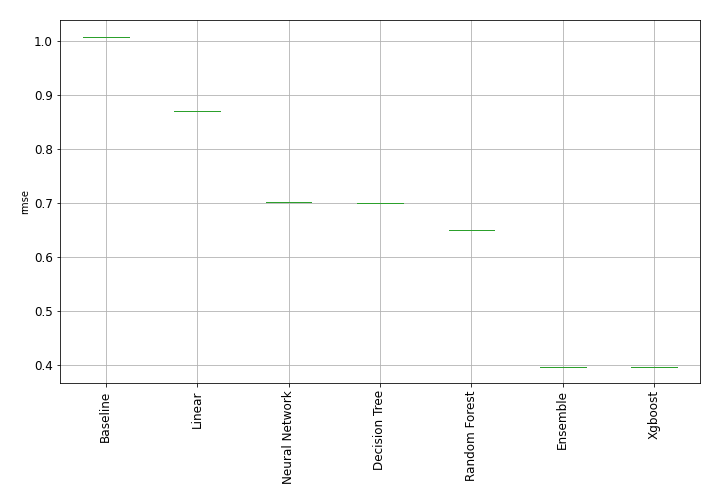 1.0
0.9
0.8
0.7
0.6
0.5
0.4
rmse
Baseline
Linear
Neural Network
Decision Tree
Random Forest
Ensemble
Xgboost